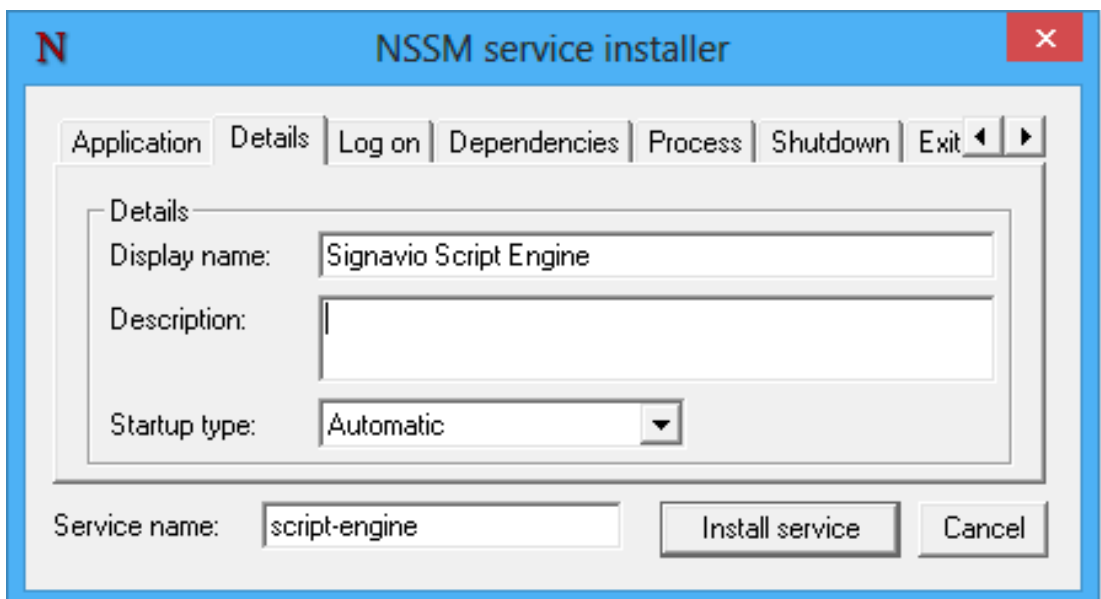 N NSSM service installer
Application Details Log on Dependencies Process Shutdown Exit
Details
Display name: Signavio Script Engine
Description:
Startup type: Automatic
Service name: script-engine Install service Cancel